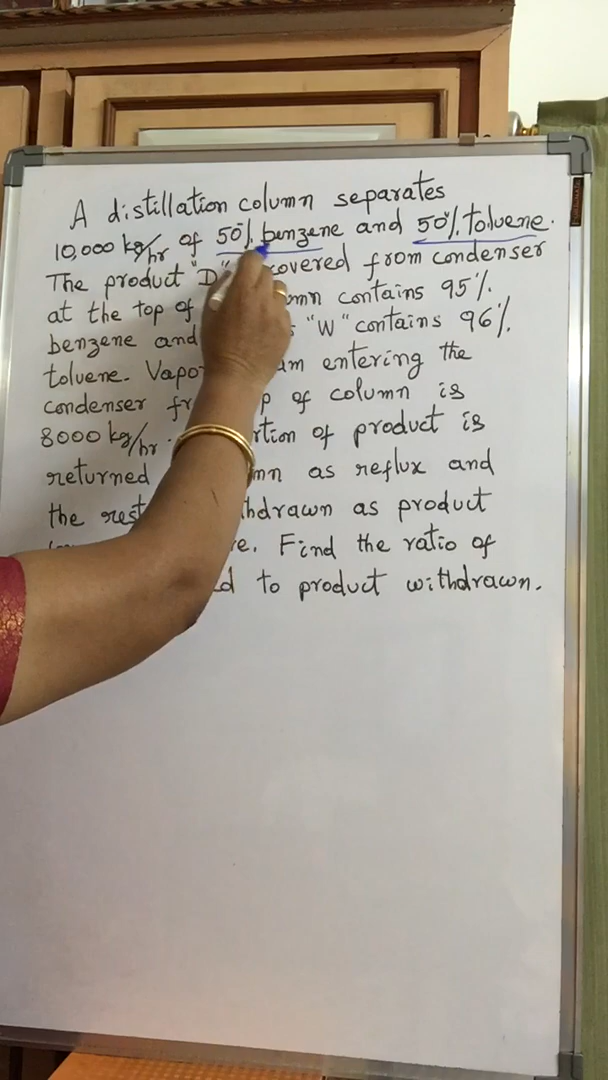 A distillation column separates
10,000 kg/hr of 50% benzene and 50% toluene.
The product "D" covered from condenser
at the top of mn contains 95%
benzene and "W" contains 96%
toluene. Vapo am entering the
condenser fr p of column is
8000 kg/hr. rtion of product is
returned mn as reflux and
the rest hdrawn as product
e. Find the ratio of
d to product withdrawn.